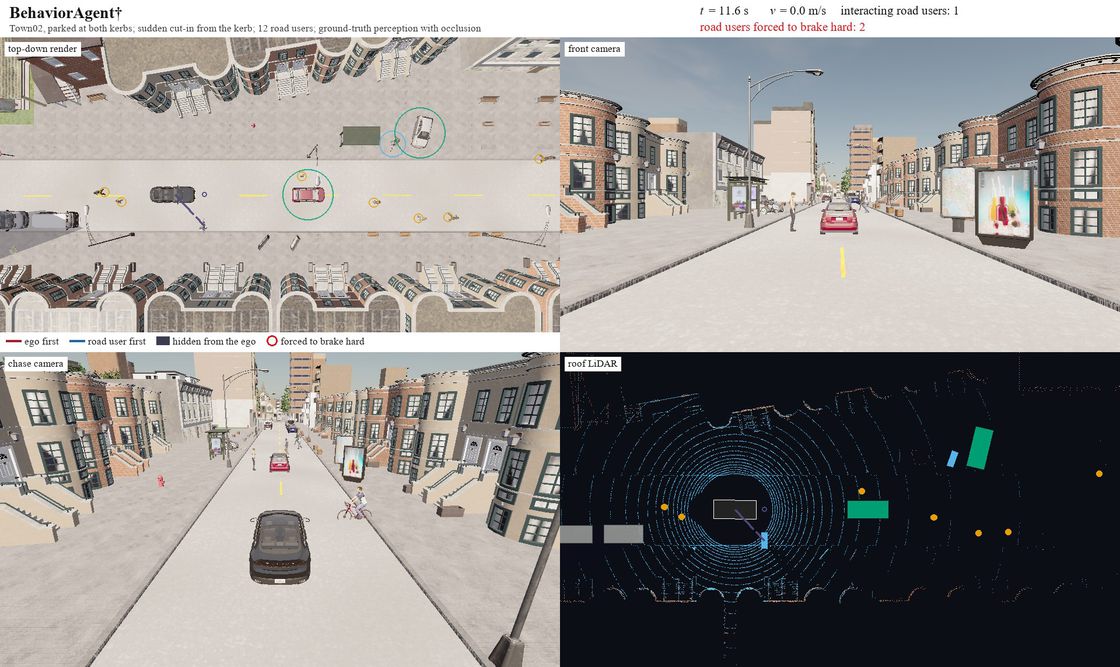 BehaviorAgent†
Town02, parked at both kerbs; sudden cut-in from the kerb; 12 road users; ground-truth perception with occlusion
t = 11.6 s v = 0.0 m/s interacting road users: 1
road users forced to brake hard: 2
top-down render
front camera
ego first road user first hidden from the ego forced to brake hard
chase camera
roof LiDAR